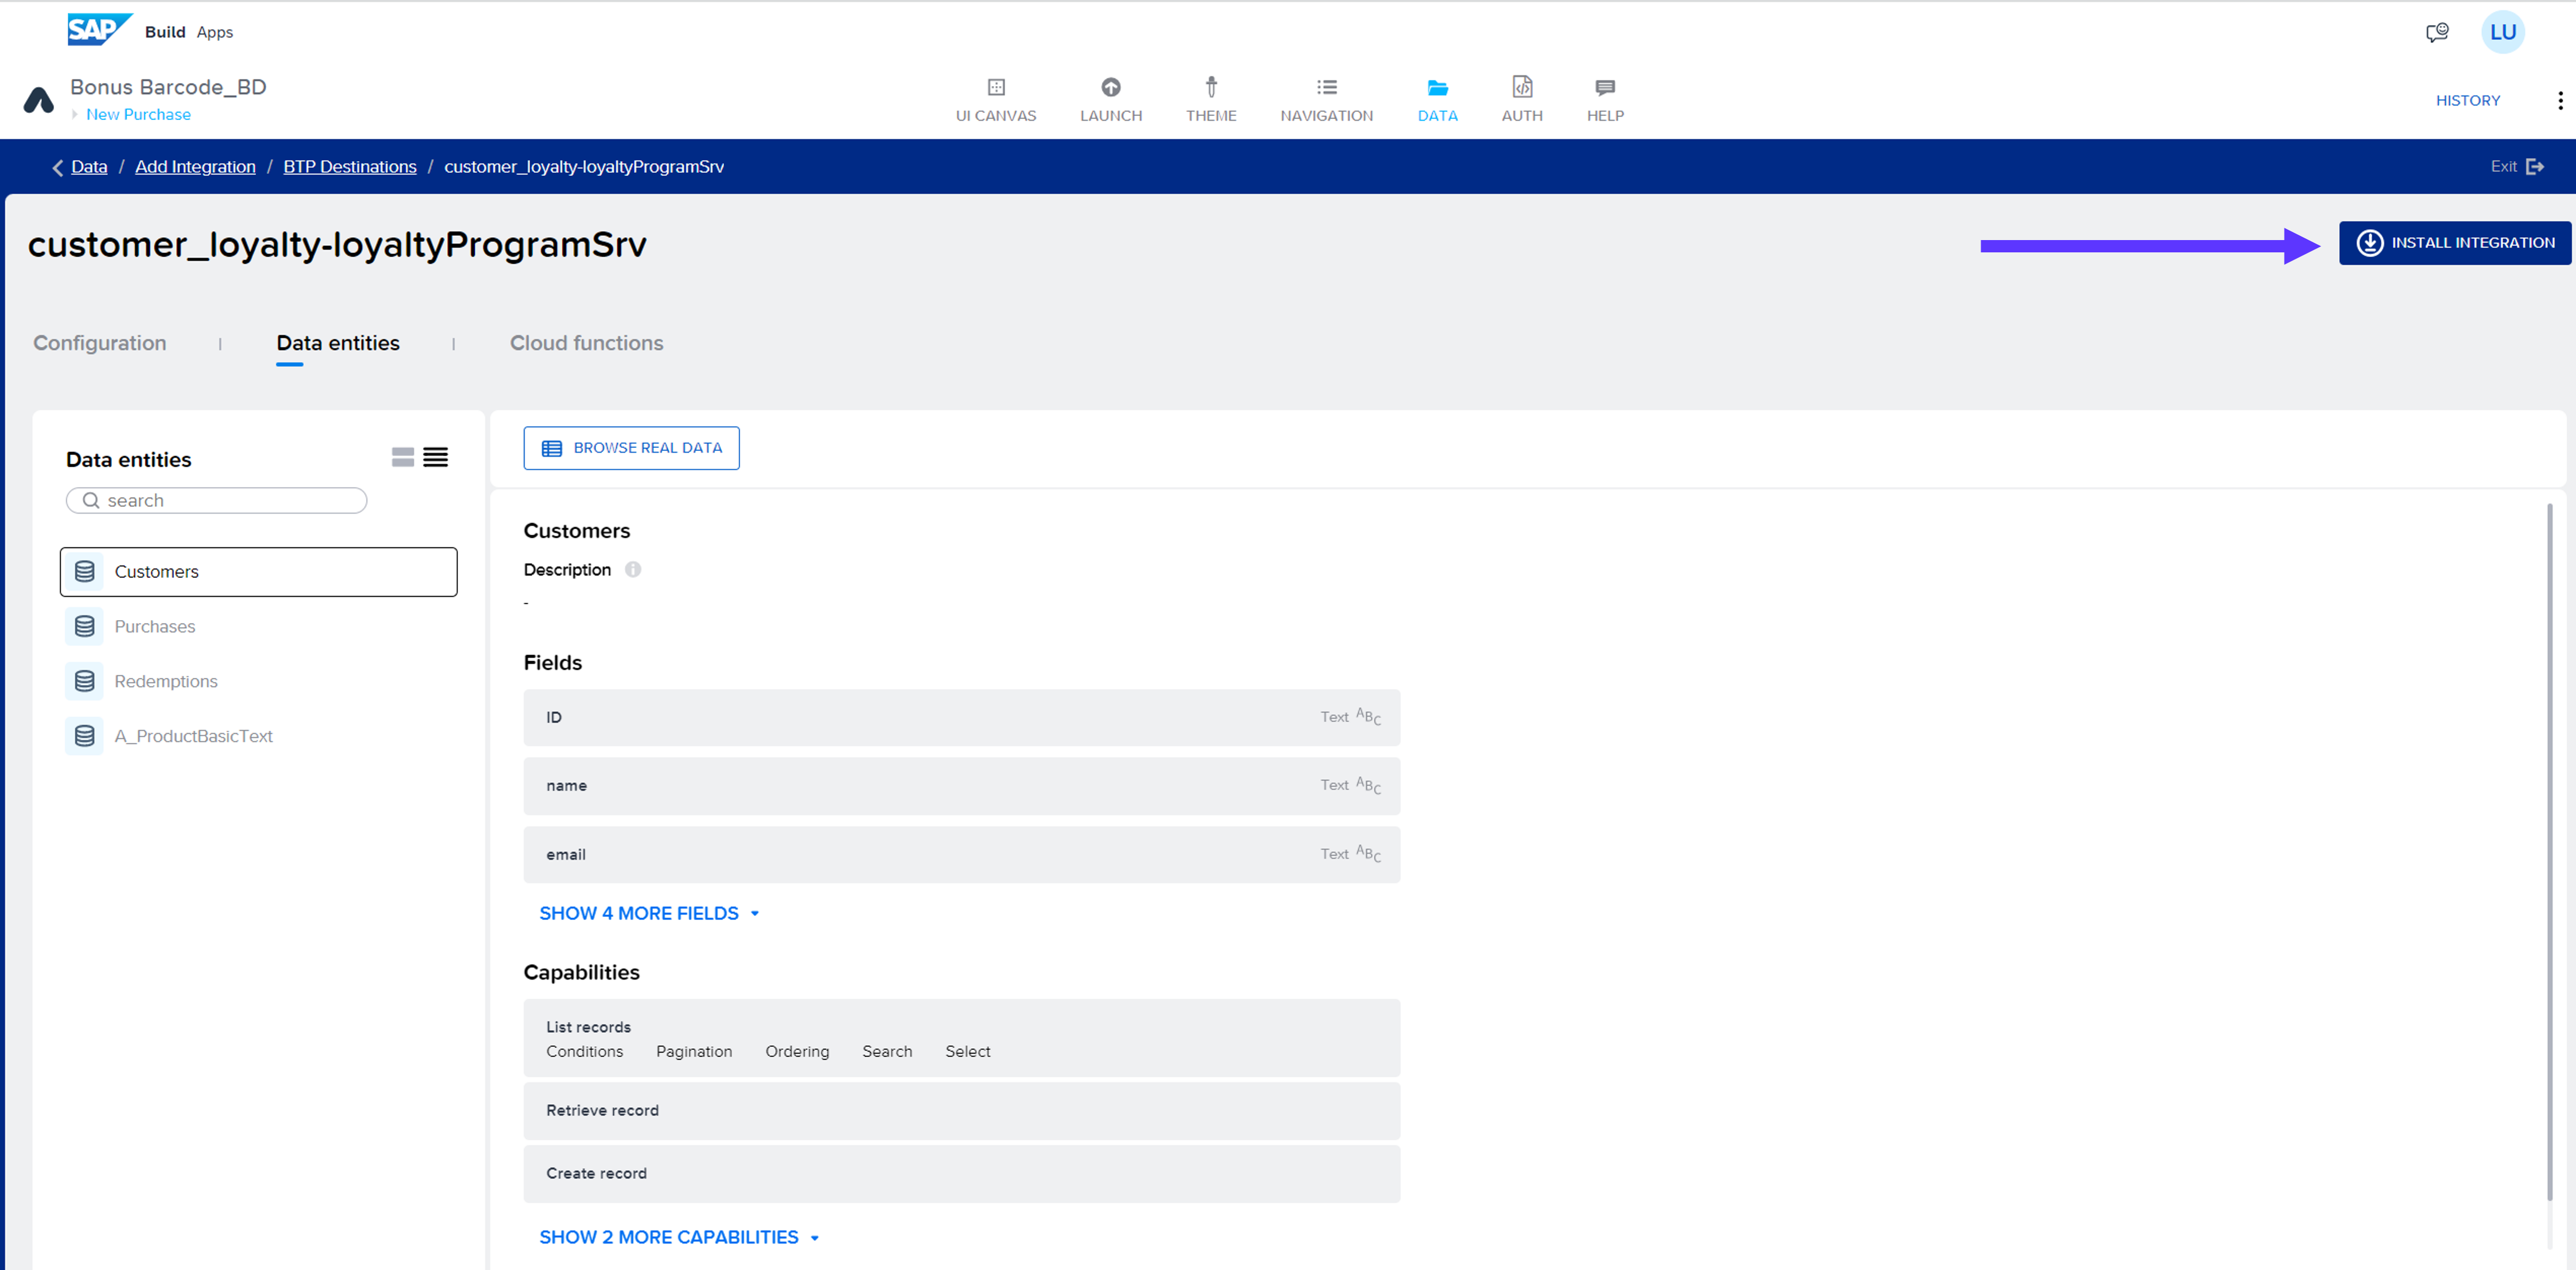 SAP Build Apps
LU
Bonus Barcode_BD
New Purchase
UI CANVAS
LAUNCH
THEME
NAVIGATION
DATA
AUTH
HELP
HISTORY
Data / Add Integration / BTP Destinations / customer_loyalty-loyaltyProgramSrv
Exit
customer_loyalty-loyaltyProgramSrv
INSTALL INTEGRATION
Configuration | Data entities | Cloud functions
Data entities
search
Customers
Purchases
Redemptions
A_ProductBasicText
BROWSE REAL DATA
Customers
Description
-
Fields
ID Text ABC
name Text ABC
email Text ABC
SHOW 4 MORE FIELDS
Capabilities
List records
Conditions Pagination Ordering Search Select
Retrieve record
Create record
SHOW 2 MORE CAPABILITIES